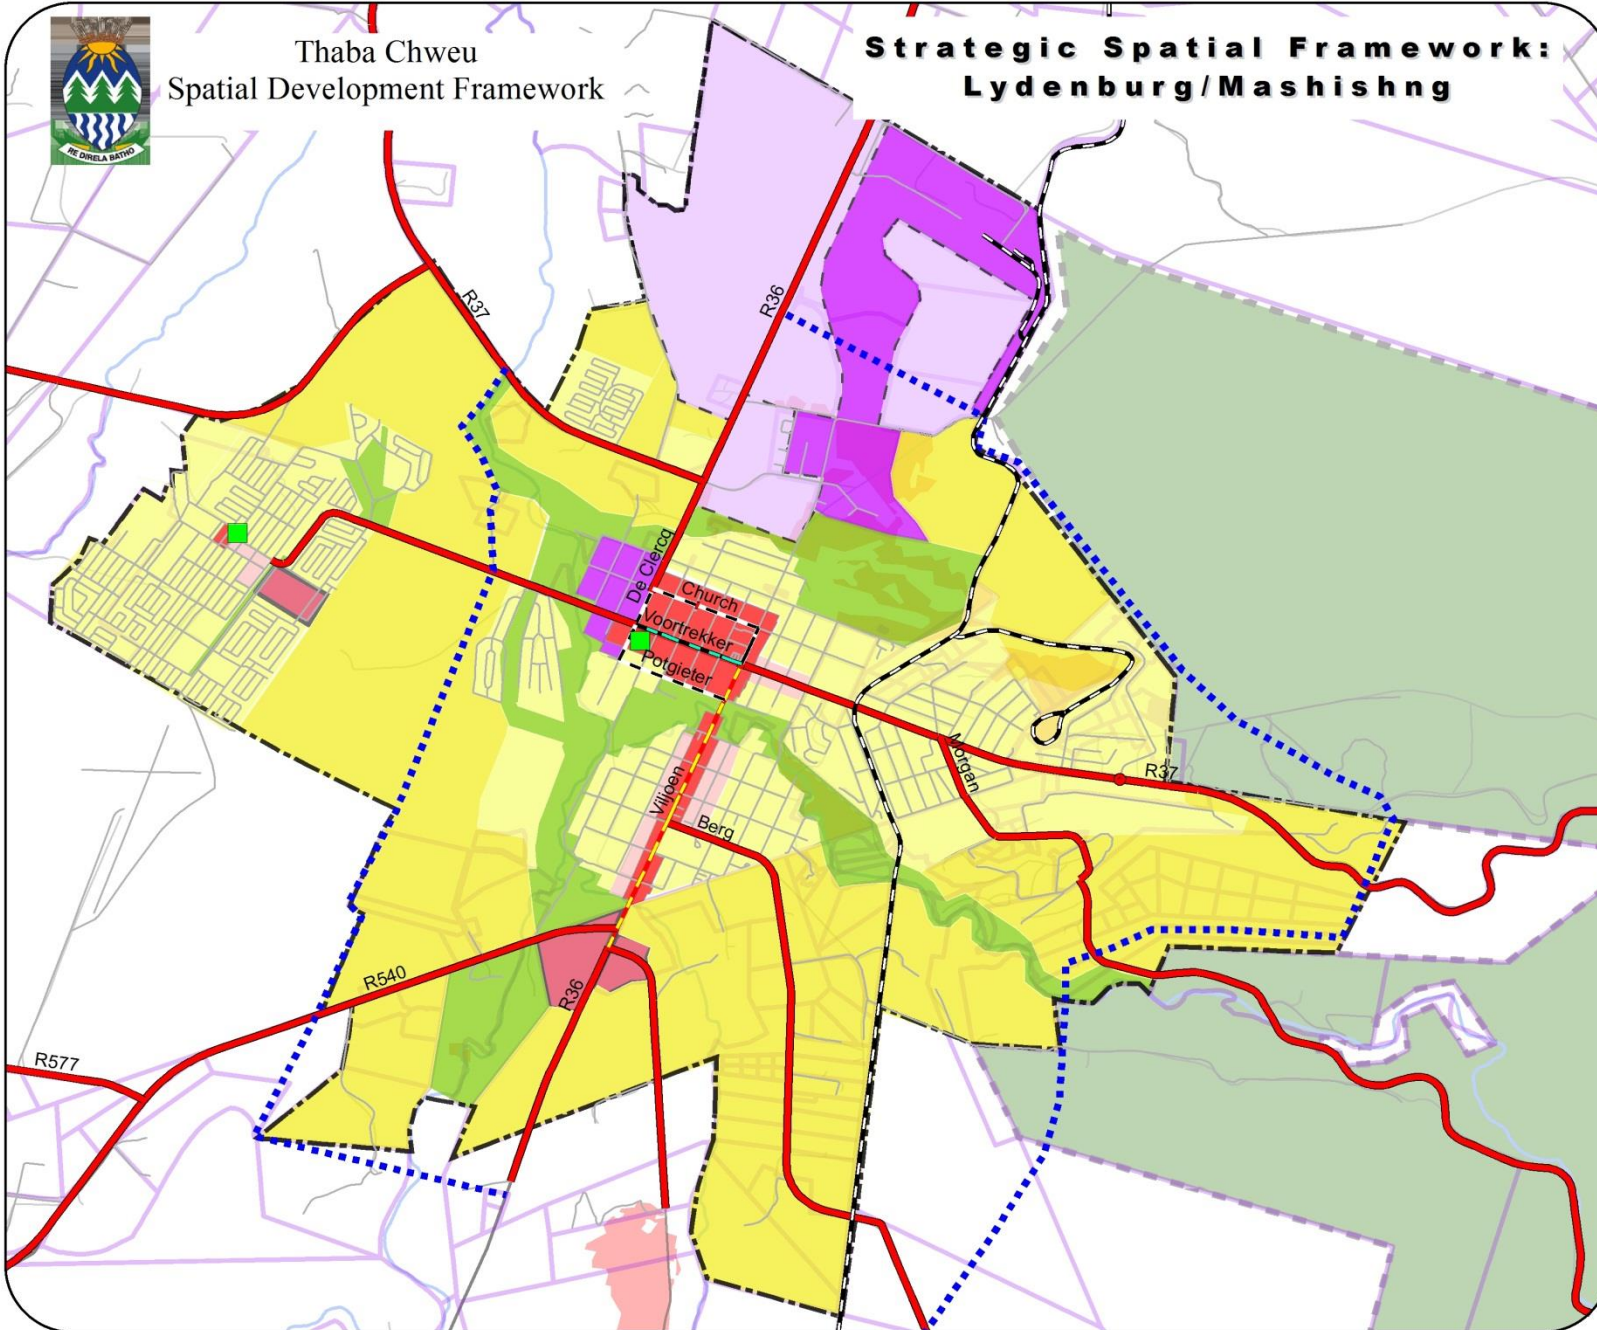 Thaba Chweu
Spatial Development Framework
Strategic Spatial Framework:
Lydenburg/Mashishng
RE DIRELA BATHO
R37
R36
De Clercq
Church
Voortrekker
Potgieter
Morgan
R37
Viljoen
Berg
R540
R36
R577